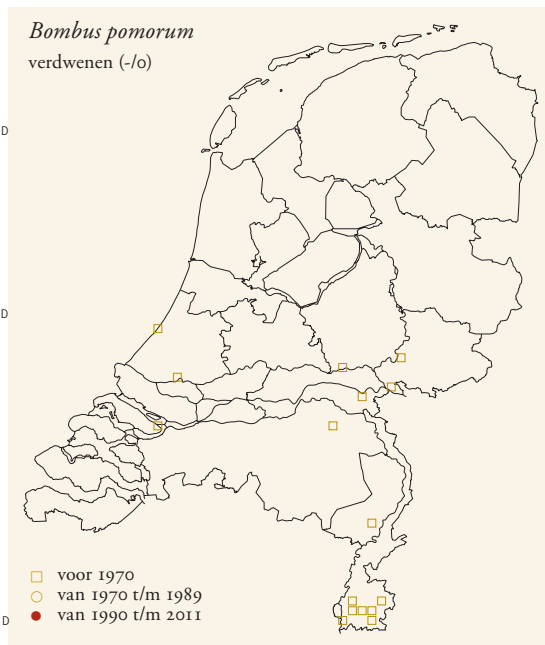 Bombus pomorum
verdwenen (-/0)
D
D
voor 1970
van 1970 t/m 1989
van 1990 t/m 2011
D